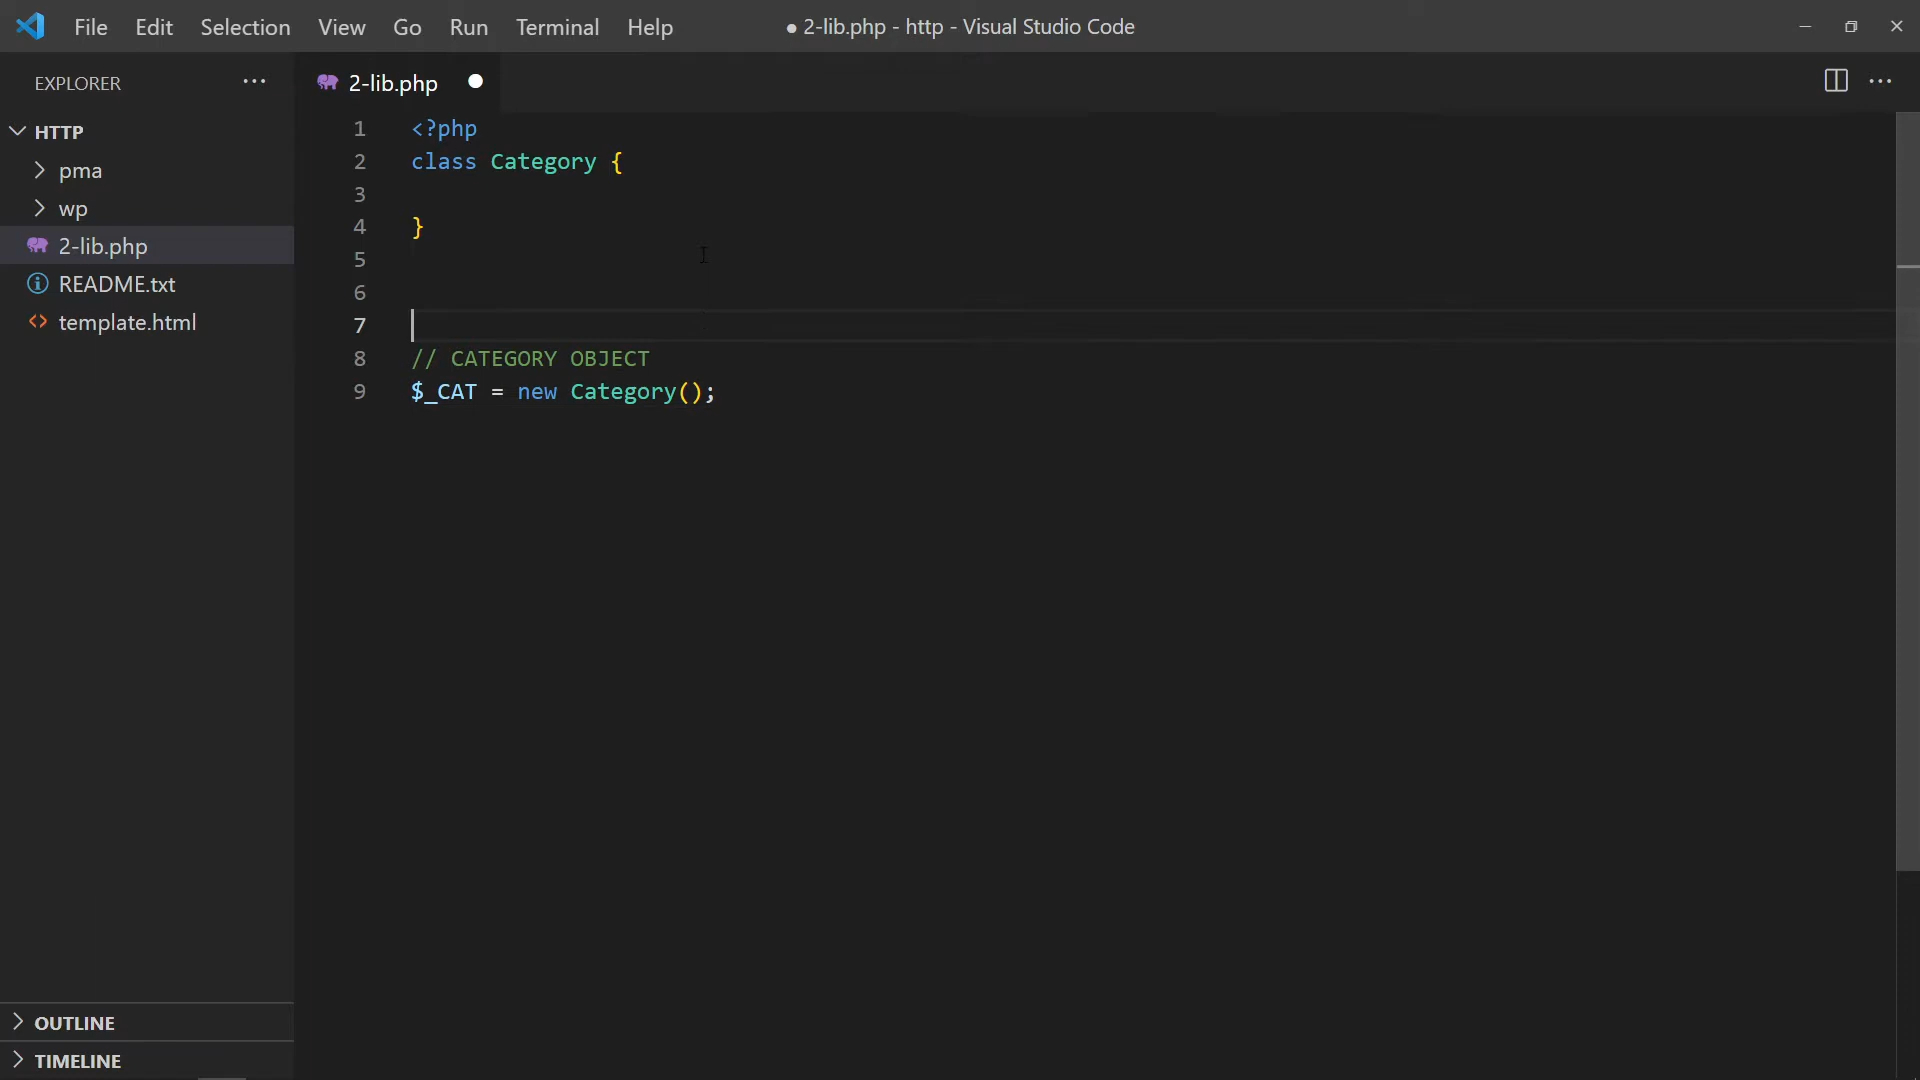 File Edit Selection View Go Run Terminal Help ● 2-lib.php - http - Visual Studio Code
EXPLORER
HTTP
pma
wp
2-lib.php
README.txt
template.html
OUTLINE
TIMELINE
2-lib.php
1 <?php
2 class Category {
3
4 }
5
6
7
8 // CATEGORY OBJECT
9 $_CAT = new Category();